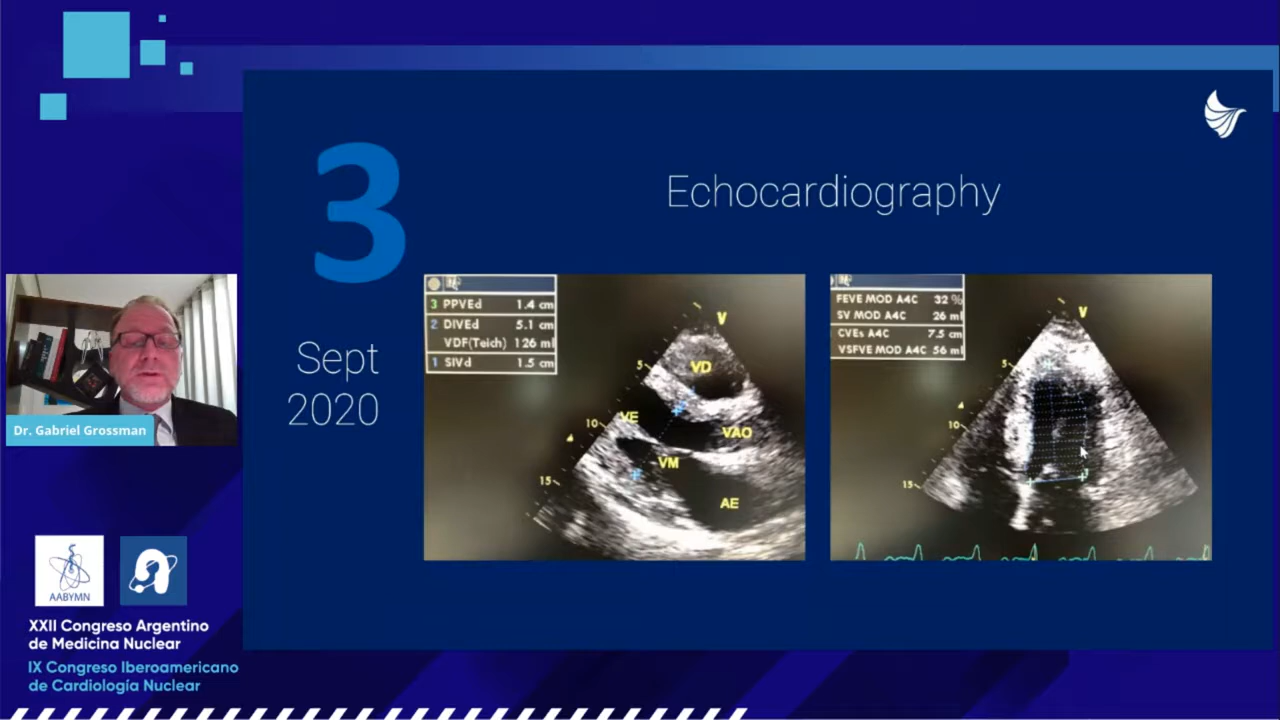 3
Echocardiography
Sept
2020
3 PPVEd 1.4 cm
2 DIVEd 5.1 cm
VDF(Teich) 126 ml
1 SIVd 1.5 cm
V
5
VD
VE
10
VAO
VM
15
AE
FEVE MOD A4C 32 %
SV MOD A4C 26 ml
CVEs A4C 7.5 cm
VSFVE MOD A4C 56 ml
V
5
10
15
Dr. Gabriel Grossman
AABYMN
XXII Congreso Argentino
de Medicina Nuclear
IX Congreso Iberoamericano
de Cardiología Nuclear